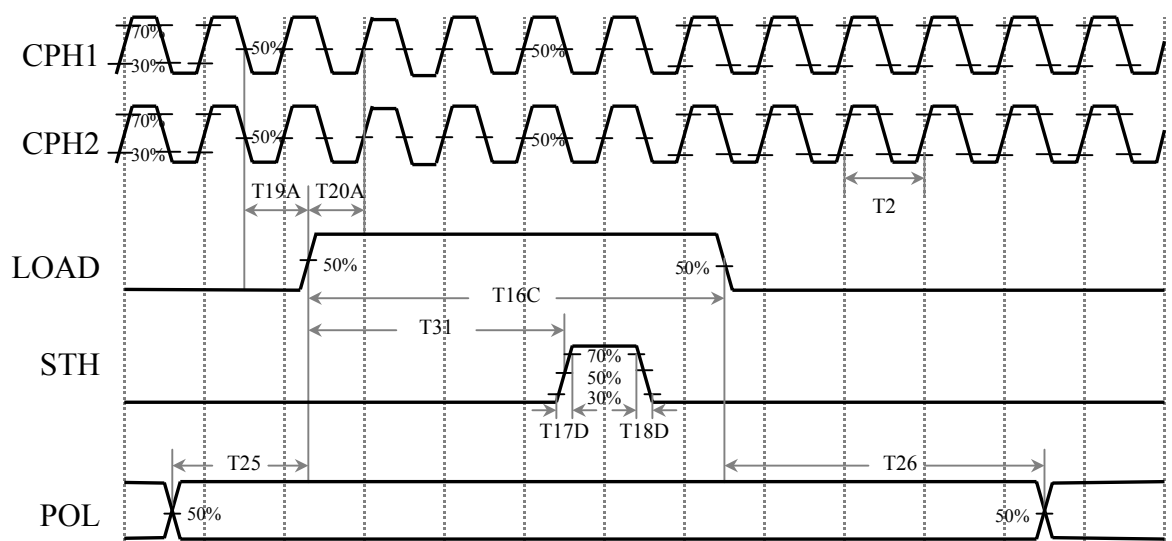 CPH1
70%
30%
50%
50%
CPH2
70%
30%
50%
50%
T19A
T20A
T2
LOAD
50%
50%
T16C
T31
STH
70%
50%
30%
T17D
T18D
T25
T26
POL
50%
50%